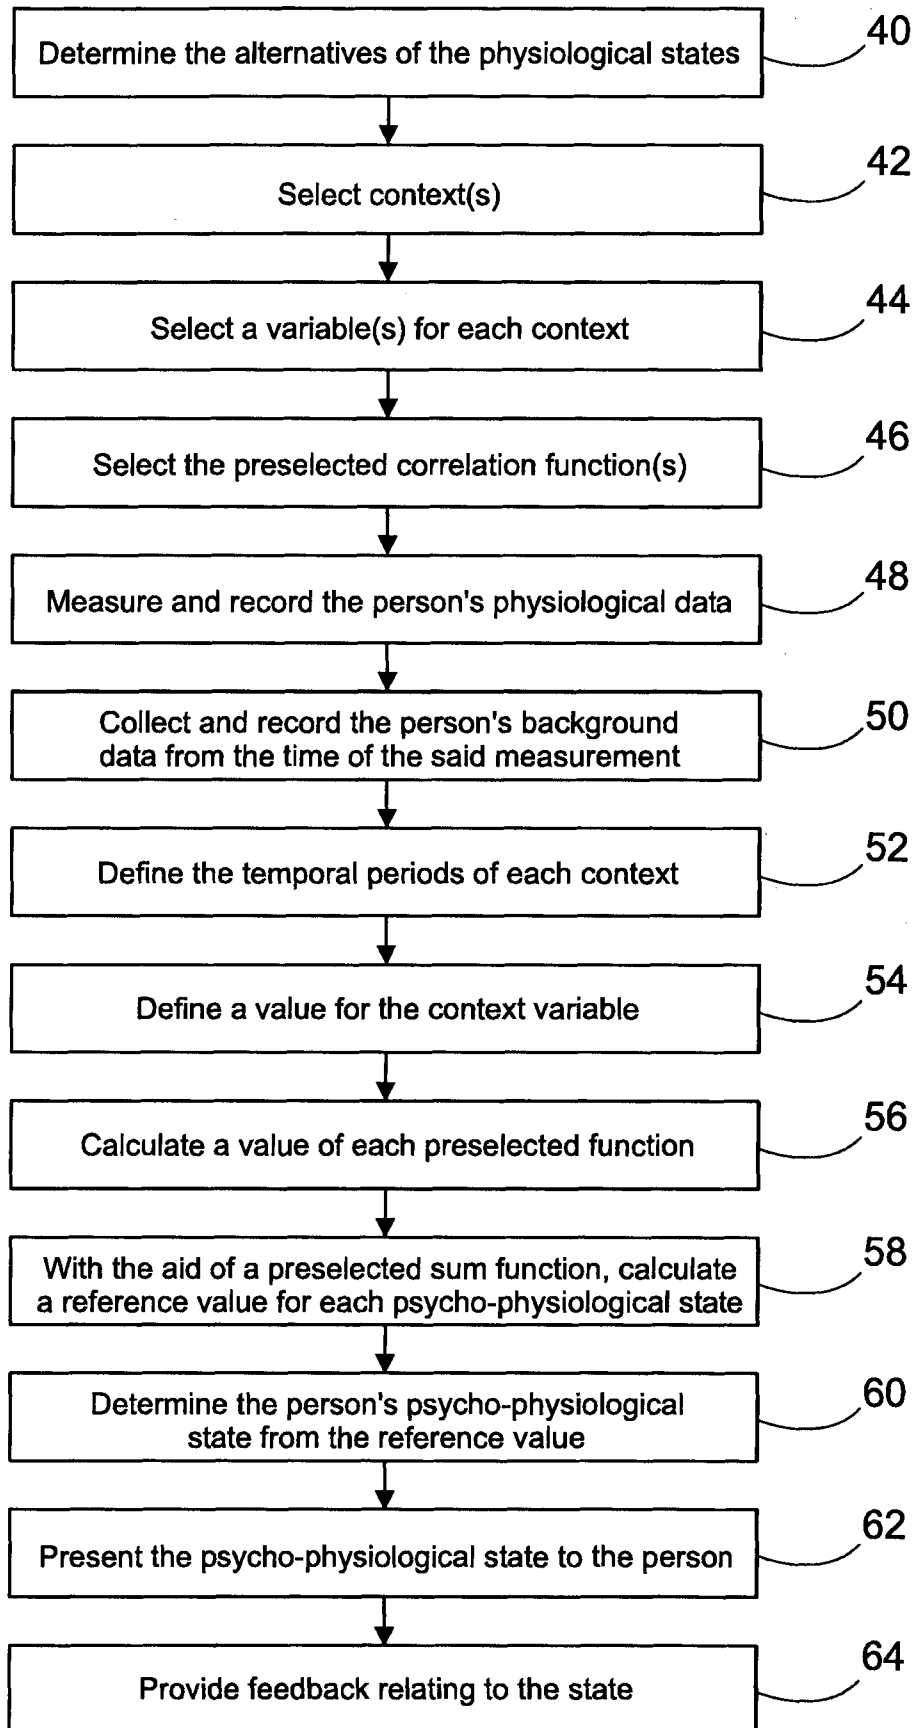 Determine the alternatives of the physiological states
40
Select context(s)
42
Select a variable(s) for each context
44
Select the preselected correlation function(s)
46
Measure and record the person's physiological data
48
Collect and record the person's background
data from the time of the said measurement
50
Define the temporal periods of each context
52
Define a value for the context variable
54
Calculate a value of each preselected function
56
With the aid of a preselected sum function, calculate
a reference value for each psycho-physiological state
58
Determine the person's psycho-physiological
state from the reference value
60
Present the psycho-physiological state to the person
62
Provide feedback relating to the state
64